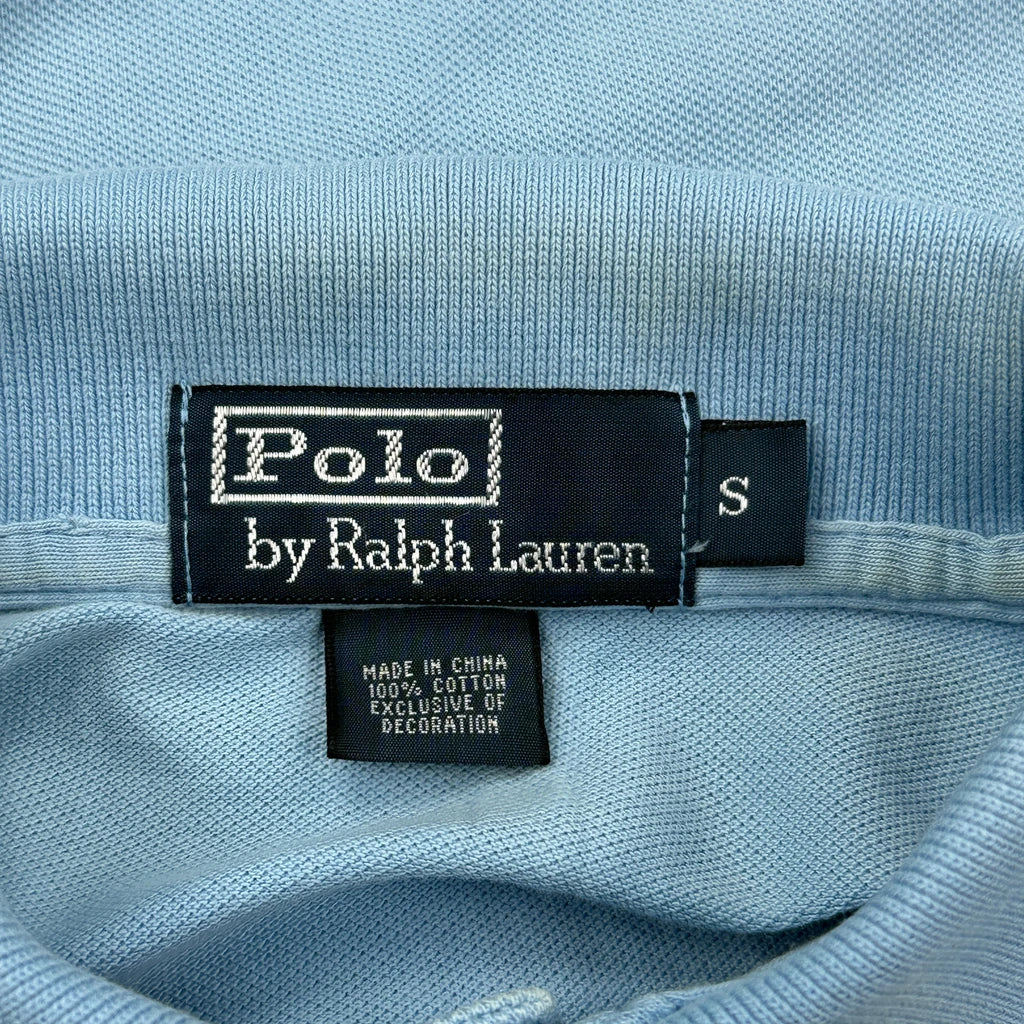 Polo
by Ralph Lauren
S
MADE IN CHINA
100% COTTON
EXCLUSIVE OF
DECORATION